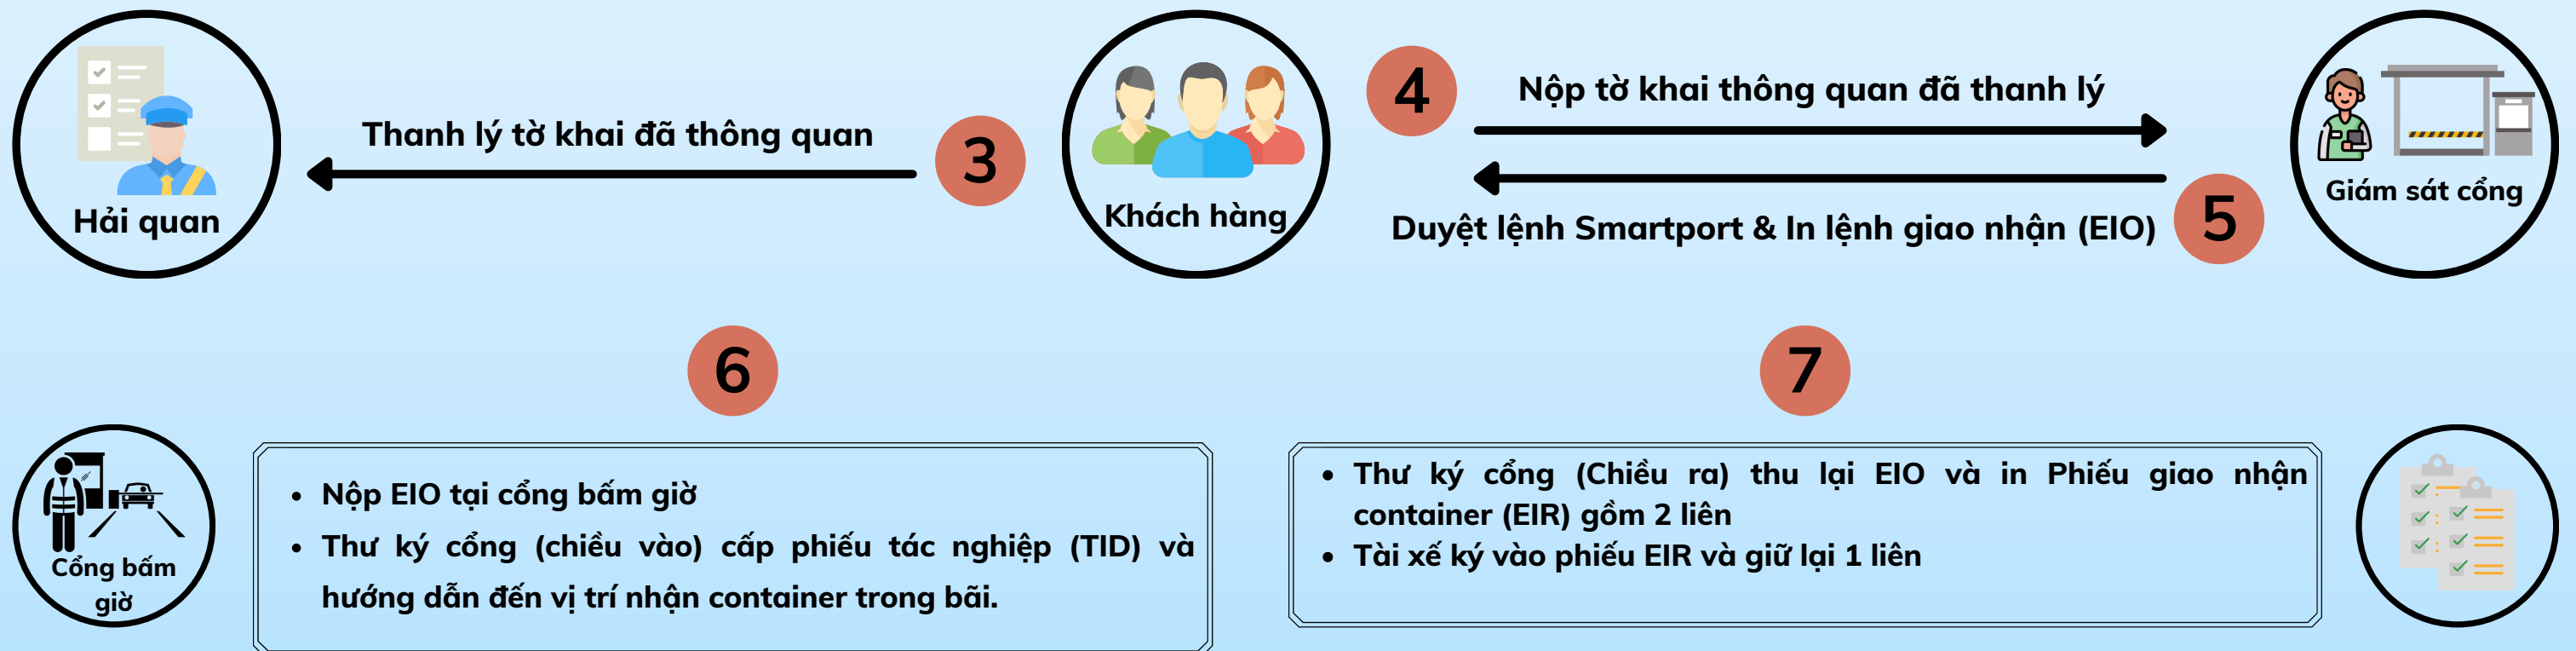 Hải quan
Thanh lý tờ khai đã thông quan
3
Khách hàng
4
Nộp tờ khai thông quan đã thanh lý
Duyệt lệnh Smartport & In lệnh giao nhận (EIO)
5
Giám sát cổng
6
7
Cổng bấm
giờ
• Nộp EIO tại cổng bấm giờ
• Thư ký cổng (chiều vào) cấp phiếu tác nghiệp (TID) và
hướng dẫn đến vị trí nhận container trong bãi.
• Thư ký cổng (Chiều ra) thu lại EIO và in Phiếu giao nhận
container (EIR) gồm 2 liên
• Tài xế ký vào phiếu EIR và giữ lại 1 liên